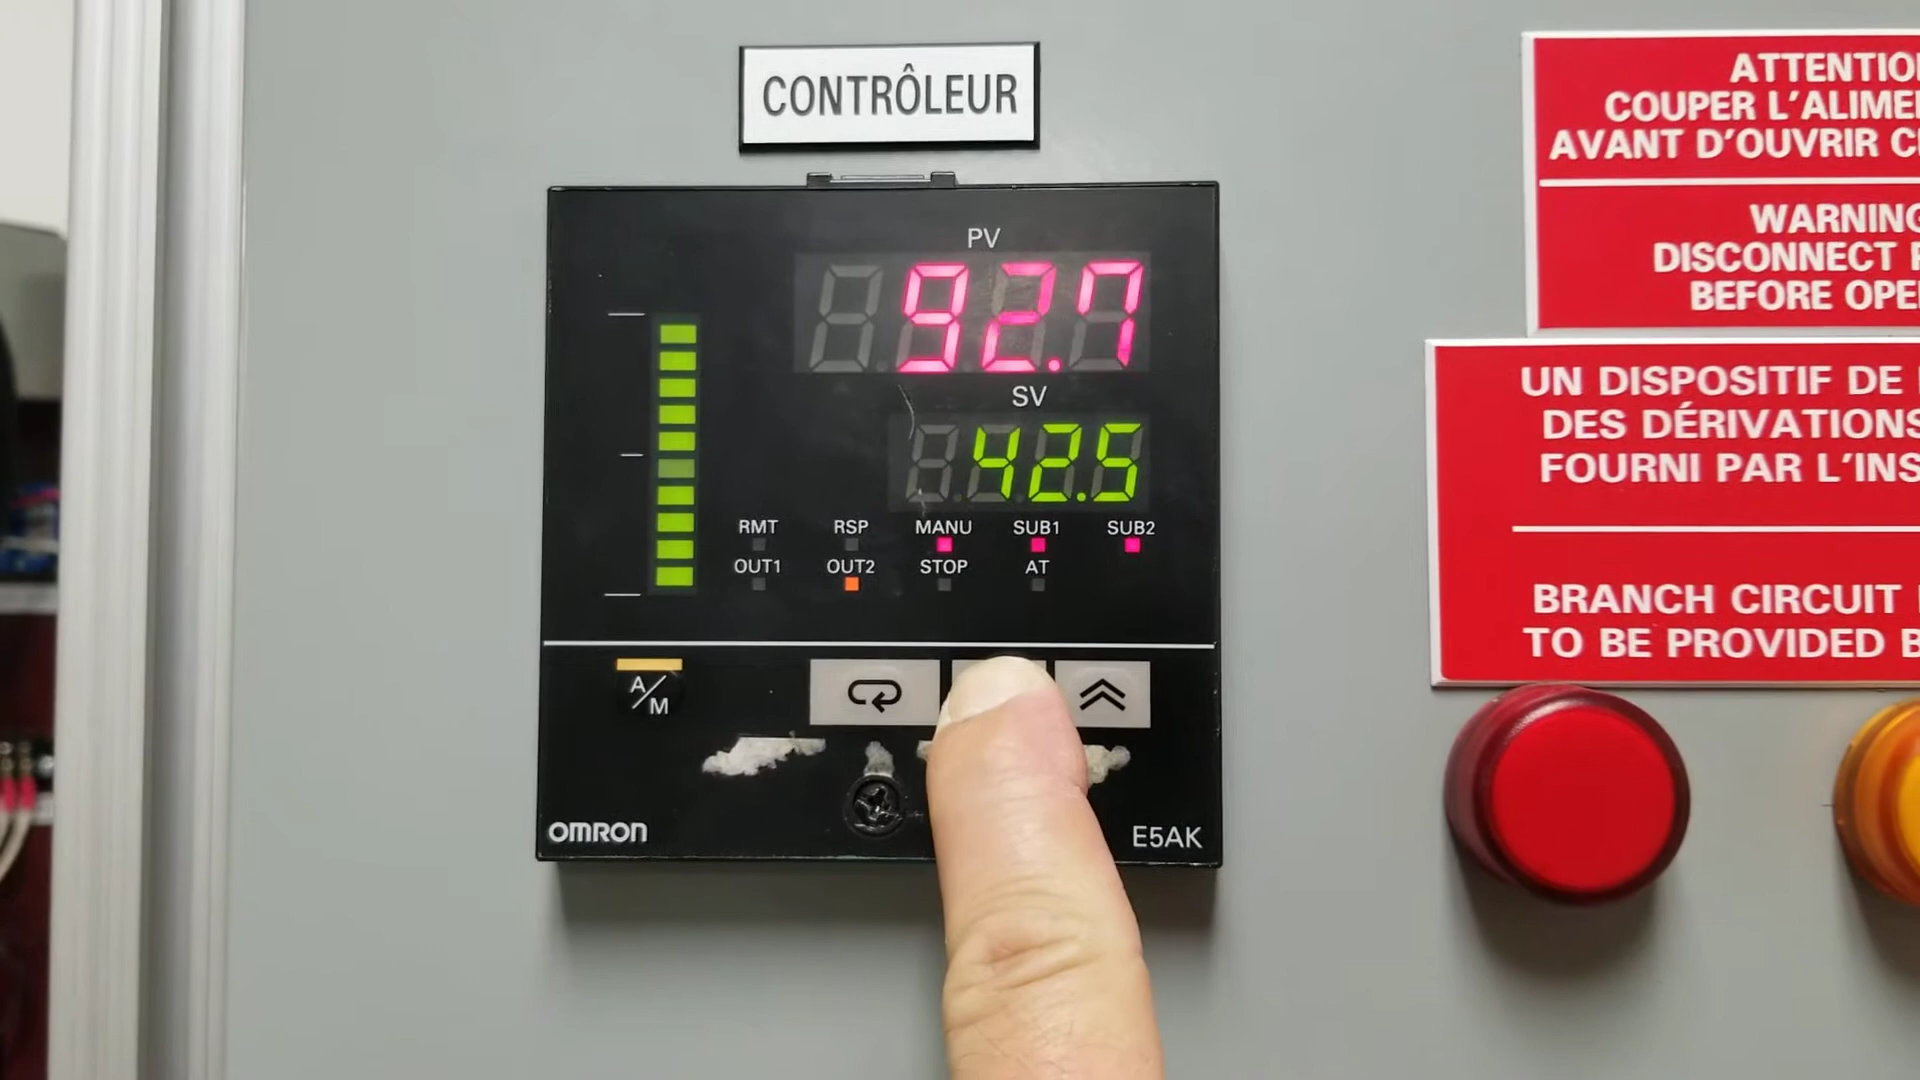 CONTRÔLEUR
PV
92.7
SV
42.5
RMT RSP MANU SUB1 SUB2
OUT1 OUT2 STOP AT
A/M
OMRON
E5AK
ATTENTIO
COUPER L'ALIME
AVANT D'OUVRIR C
WARNING
DISCONNECT
BEFORE OPE
UN DISPOSITIF DE
DES DÉRIVATIONS
FOURNI PAR L'INS
BRANCH CIRCUIT
TO BE PROVIDED B